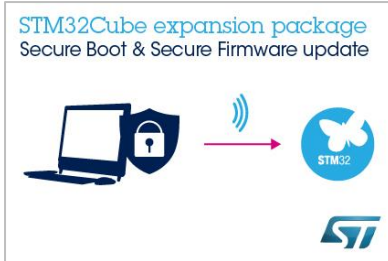 STM32Cube expansion package
Secure Boot & Secure Firmware update
STM32
ST